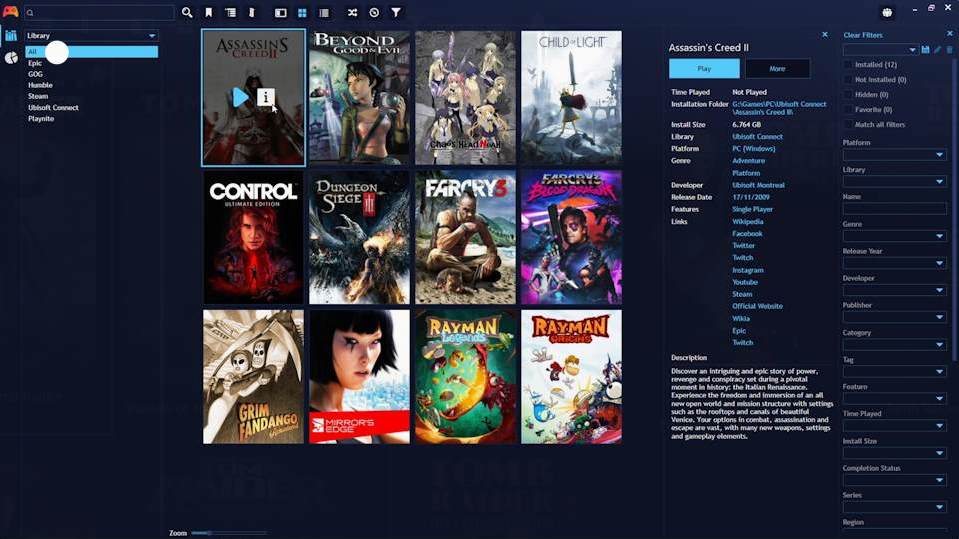 Library
All
Epic
GOG
Humble
Steam
Ubisoft Connect
Playnite
ASSASSIN'S
CREED II
BEYOND
GOOD & EVIL
CHAOS;HEAD NOAH
CHILD OF LIGHT
CONTROL
ULTIMATE EDITION
DUNGEON
SIEGE III
FARCRY 3
FARCRY 3
BLOOD DRAGON
GRIM
FANDANGO
Remastered
MIRROR'S
EDGE
RAYMAN
Legends
RAYMAN
ORIGINS
Zoom
Assassin's Creed II
Play
More
Time Played Not Played
Installation Folder G:\Games\PC\Ubisoft Connect
\Assassin's Creed II\
Install Size 6.764 GB
Library Ubisoft Connect
Platform PC (Windows)
Genre Adventure
Platform
Developer Ubisoft Montreal
Release Date 17/11/2009
Features Single Player
Links Wikipedia
Facebook
Twitter
Twitch
Instagram
Youtube
Steam
Official Website
Wikia
Epic
Twitch
Description
Discover an intriguing and epic story of power,
revenge and conspiracy set during a pivotal
moment in history: the Italian Renaissance.
Experience the freedom and immersion of an all
new open world and mission structure with settings
such as the rooftops and canals of beautiful
Venice. Your options in combat, assassination and
escape are vast, with many new weapons, settings
and gameplay elements.
Clear Filters
Installed (12)
Not Installed (0)
Hidden (0)
Favorite (0)
Match all filters
Platform
Library
Name
Genre
Release Year
Developer
Publisher
Category
Tag
Feature
Time Played
Install Size
Completion Status
Series
Region